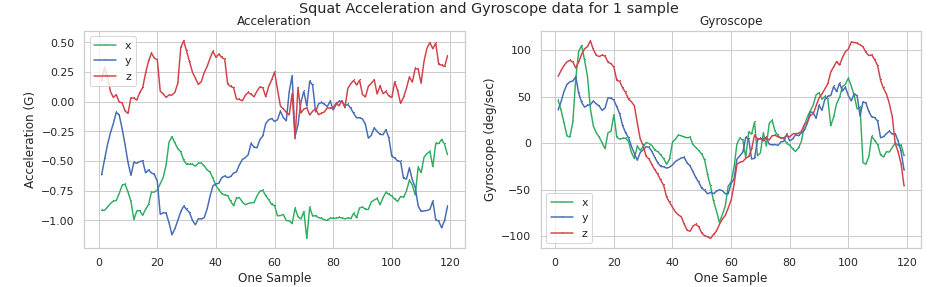 Squat Acceleration and Gyroscope data for 1 sample
Acceleration
Acceleration (G)
0.50
0.25
0.00
−0.25
−0.50
−0.75
−1.00
x
y
z
0 20 40 60 80 100 120
One Sample
Gyroscope
Gyroscope (deg/sec)
100
50
0
−50
−100
x
y
z
0 20 40 60 80 100 120
One Sample